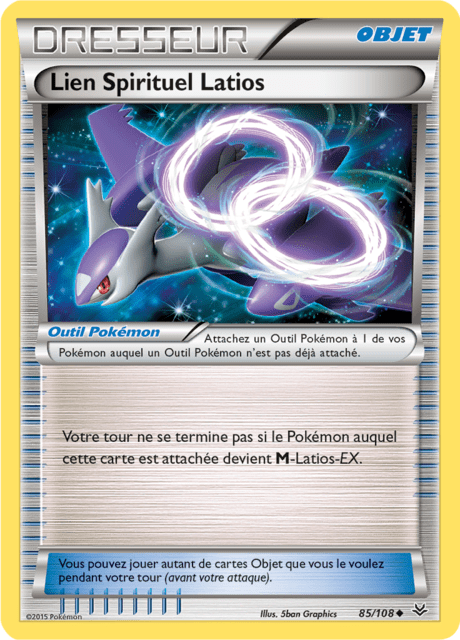 DRESSEUR
OBJET
Lien Spirituel Latios
Outil Pokémon
Attachez un Outil Pokémon à 1 de vos
Pokémon auquel un Outil Pokémon n'est pas déjà attaché.
Votre tour ne se termine pas si le Pokémon auquel
cette carte est attachée devient M-Latios-EX.
Vous pouvez jouer autant de cartes Objet que vous le voulez
pendant votre tour (avant votre attaque).
©2015 Pokémon
Illus. 5ban Graphics
85/108